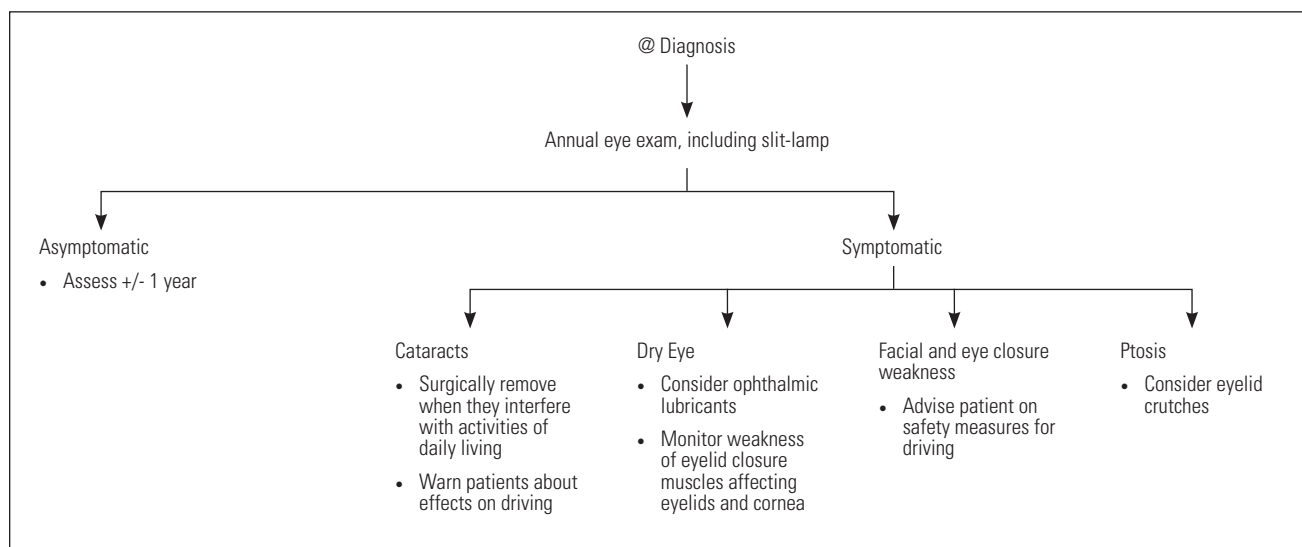 @ Diagnosis
Annual eye exam, including slit-lamp
Asymptomatic
• Assess +/- 1 year
Symptomatic
Cataracts
• Surgically remove
when they interfere
with activities of
daily living
• Warn patients about
effects on driving
Dry Eye
• Consider ophthalmic
lubricants
• Monitor weakness
of eyelid closure
muscles affecting
eyelids and cornea
Facial and eye closure
weakness
• Advise patient on
safety measures for
driving
Ptosis
• Consider eyelid
crutches